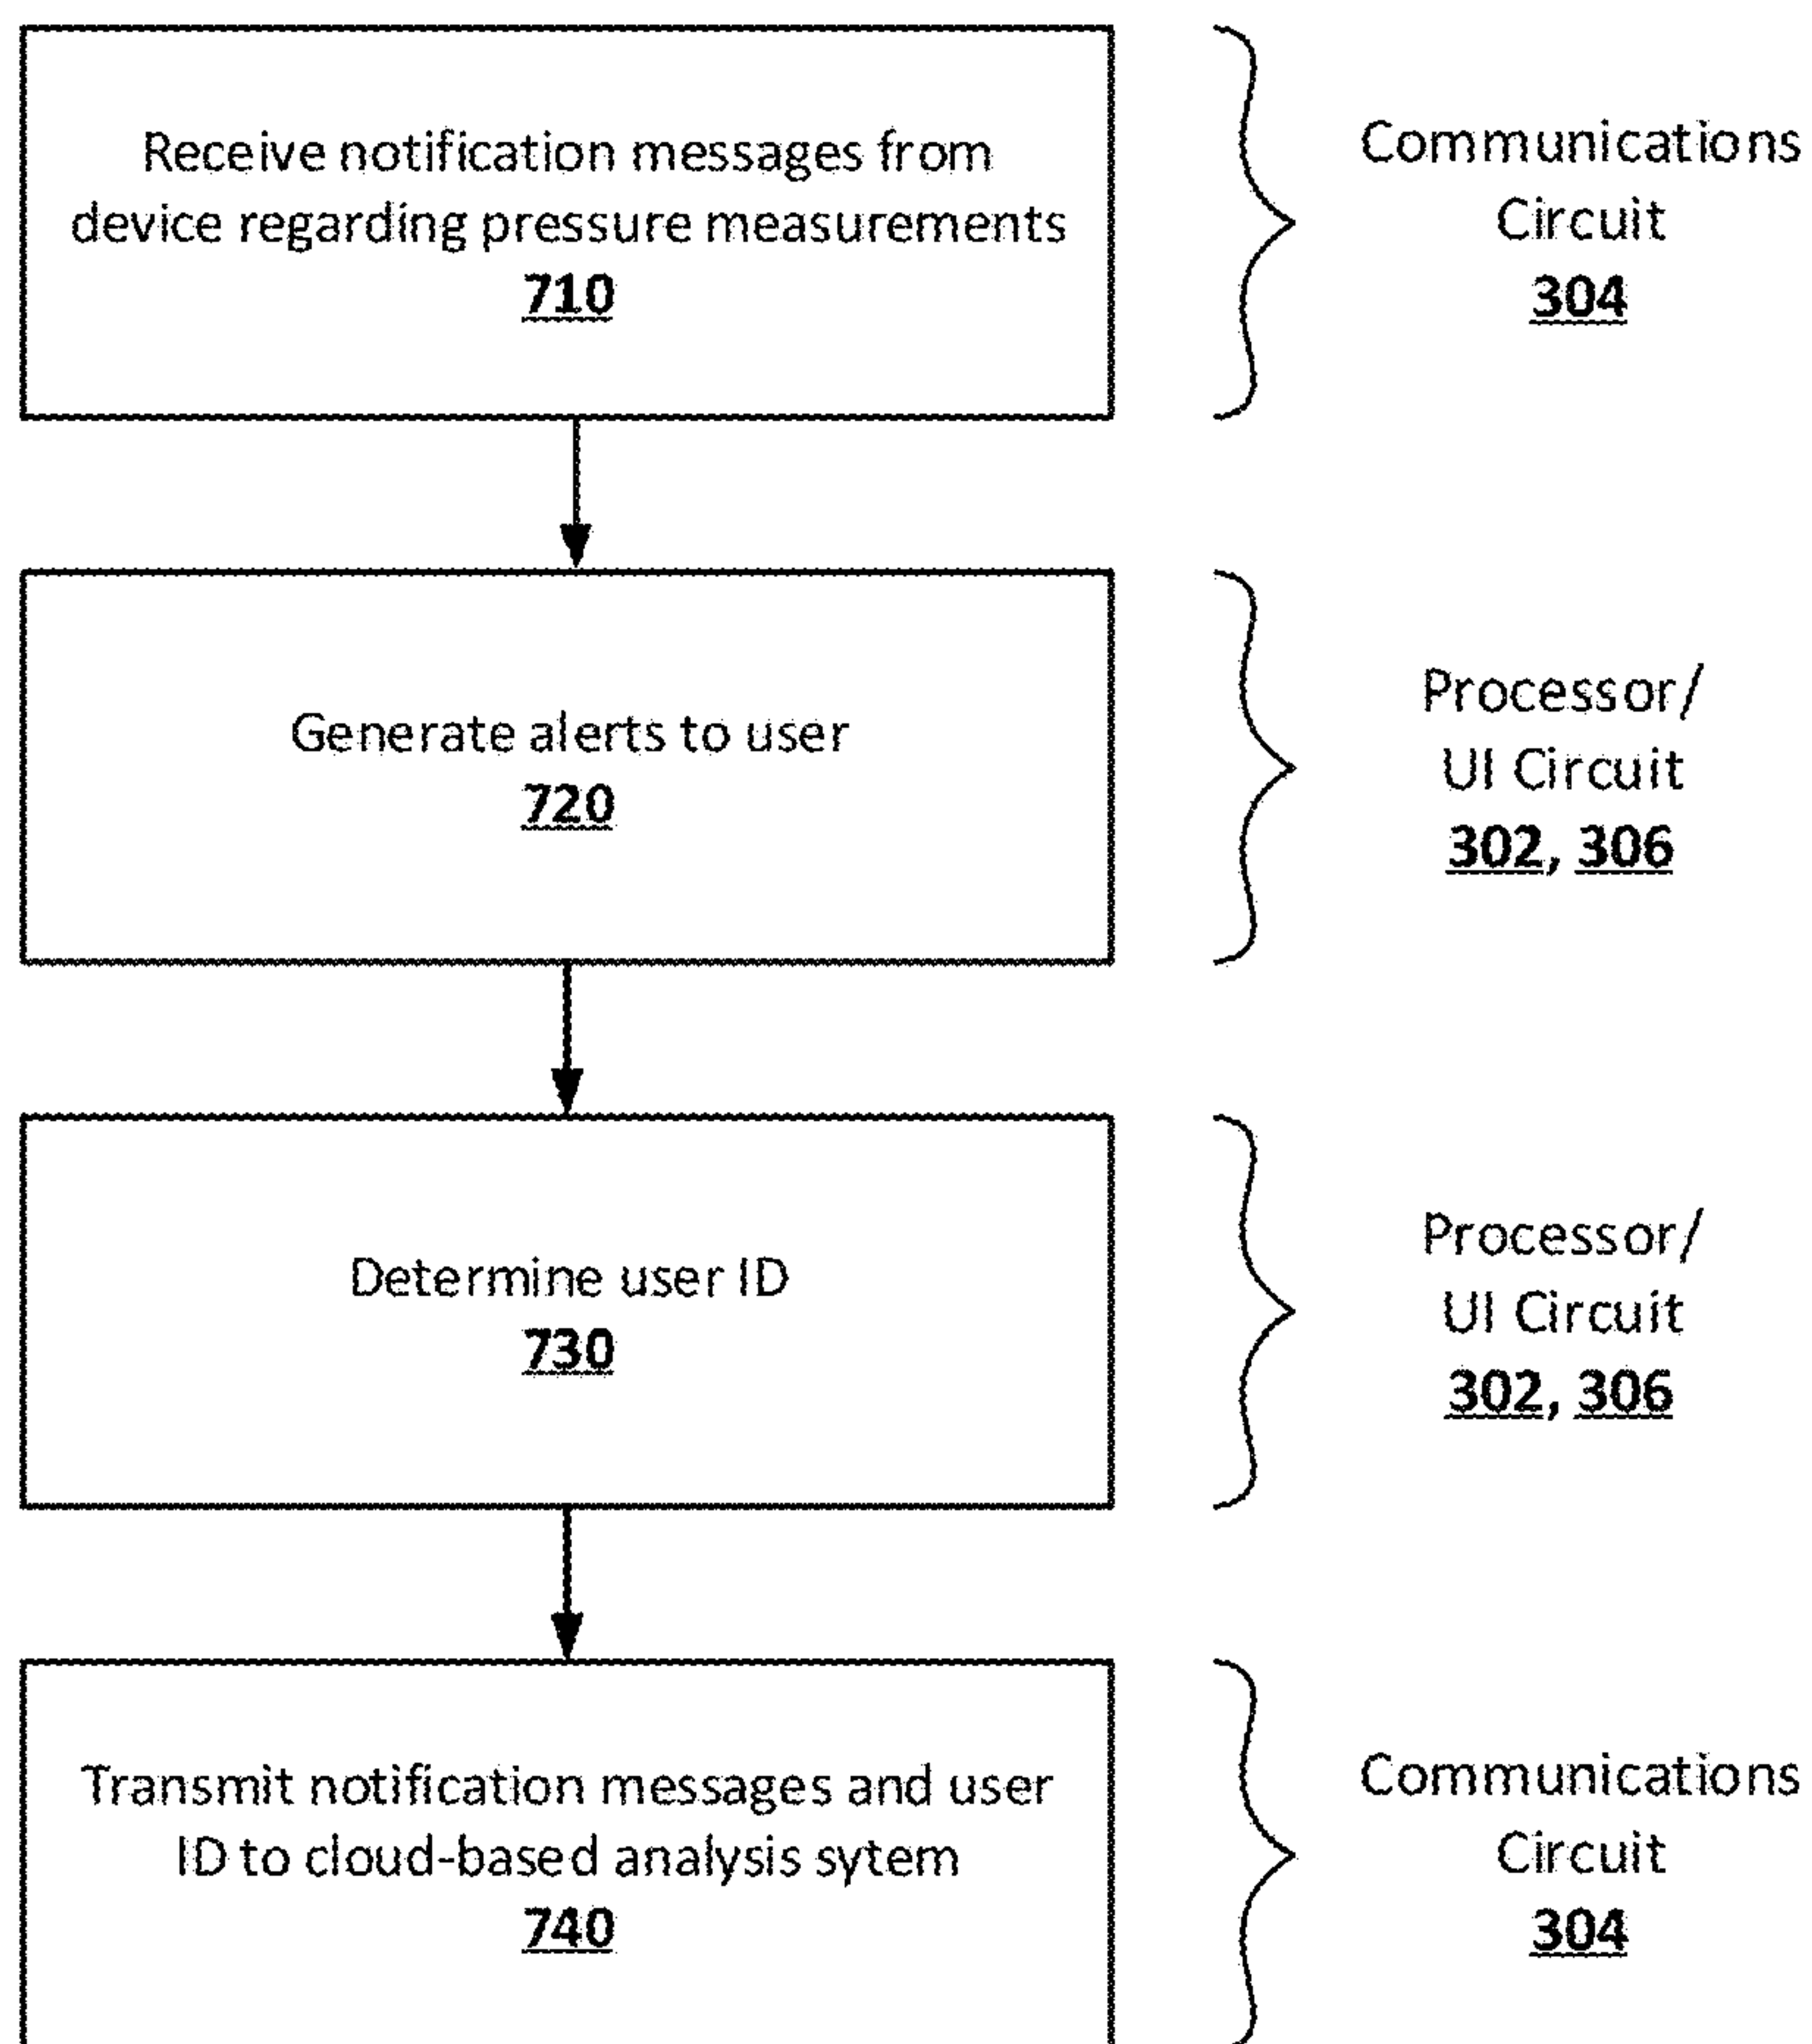 Receive notification messages from
device regarding pressure measurements
710
Communications
Circuit
304
Generate alerts to user
720
Processor/
UI Circuit
302, 306
Determine user ID
730
Processor/
UI Circuit
302, 306
Transmit notification messages and user
ID to cloud-based analysis sytem
740
Communications
Circuit
304